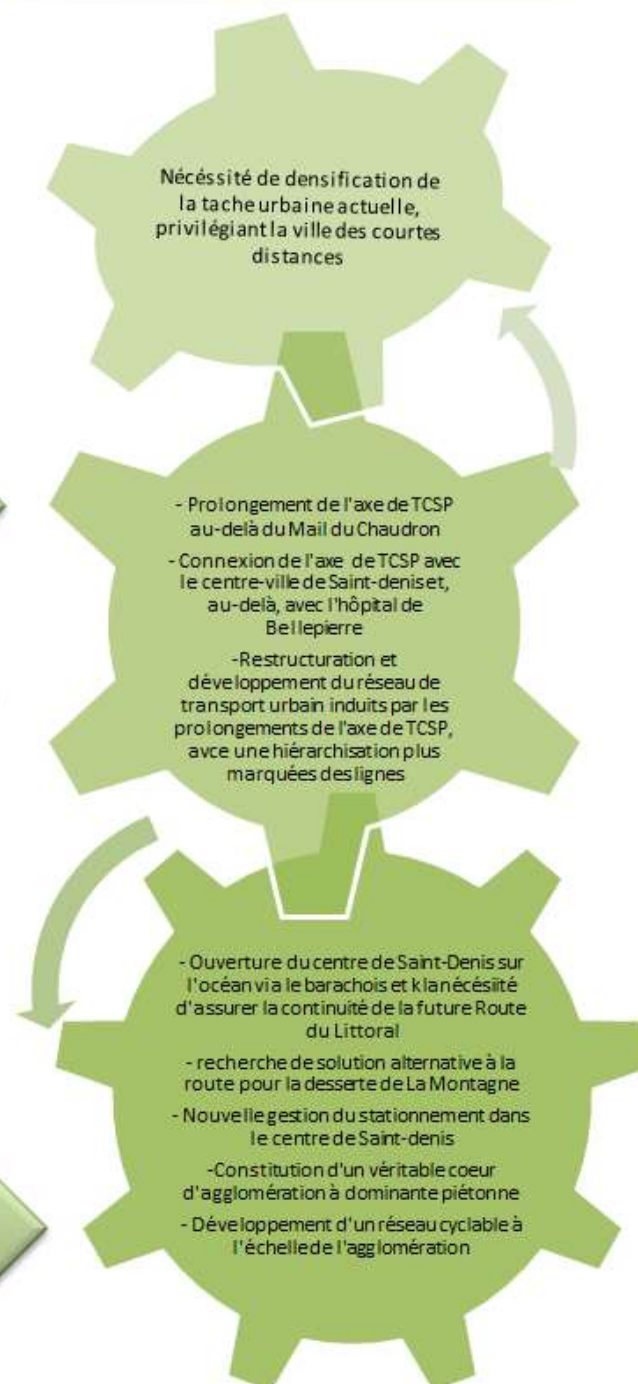 Nécéssité de densification de
la tache urbaine actuelle,
privilégiant la ville des courtes
distances
- Prolongement de l'axe de TCSP
au-delà du Mail du Chaudron
- Connexion de l'axe de TCSP avec
le centre-ville de Saint-denis et,
au-delà, avec l'hôpital de
Bellepierre
-Restructuration et
développement du réseau de
transport urbain induits par les
prolongements de l'axe de TCSP,
avce une hiérarchisation plus
marquées des lignes
- Ouverture du centre de Saint-Denis sur
l'océan via le barachois et kla nécésiité
d'assurer la continuité de la future Route
du Littoral
- recherche de solution alternative à la
route pour la desserte de La Montagne
- Nouvelle gestion du stationnement dans
le centre de Saint-denis
-Constitution d'un véritable coeur
d'agglomération à dominante piétonne
- Développement d'un réseau cyclable à
l'échelle de l'agglomération